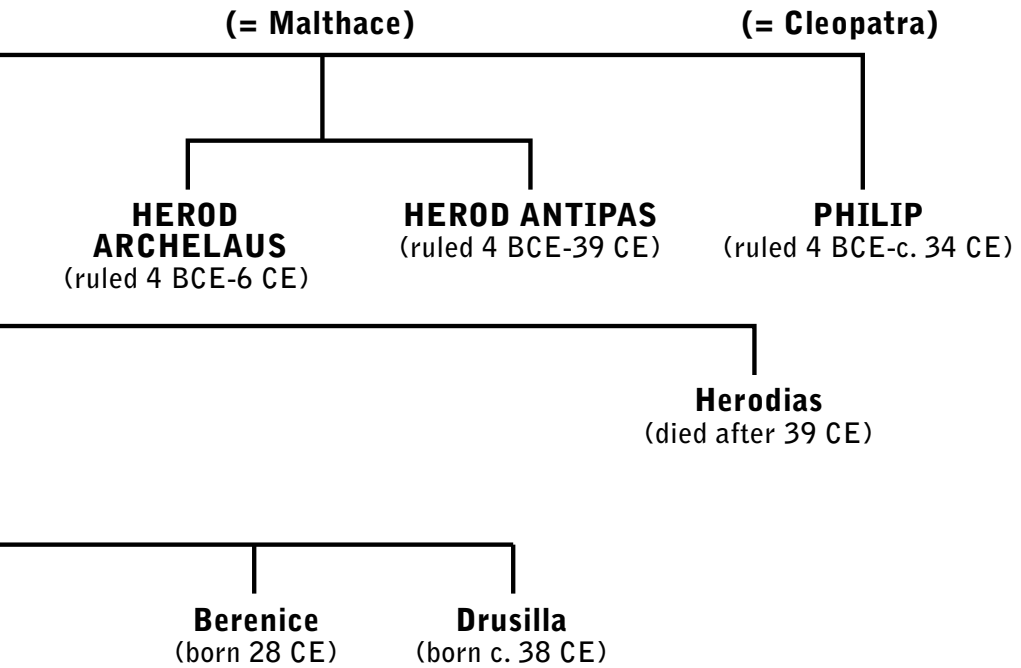 (= Malthace)
(= Cleopatra)
HEROD
ARCHELAUS
(ruled 4 BCE-6 CE)
HEROD ANTIPAS
(ruled 4 BCE-39 CE)
PHILIP
(ruled 4 BCE-c. 34 CE)
Herodias
(died after 39 CE)
Berenice
(born 28 CE)
Drusilla
(born c. 38 CE)